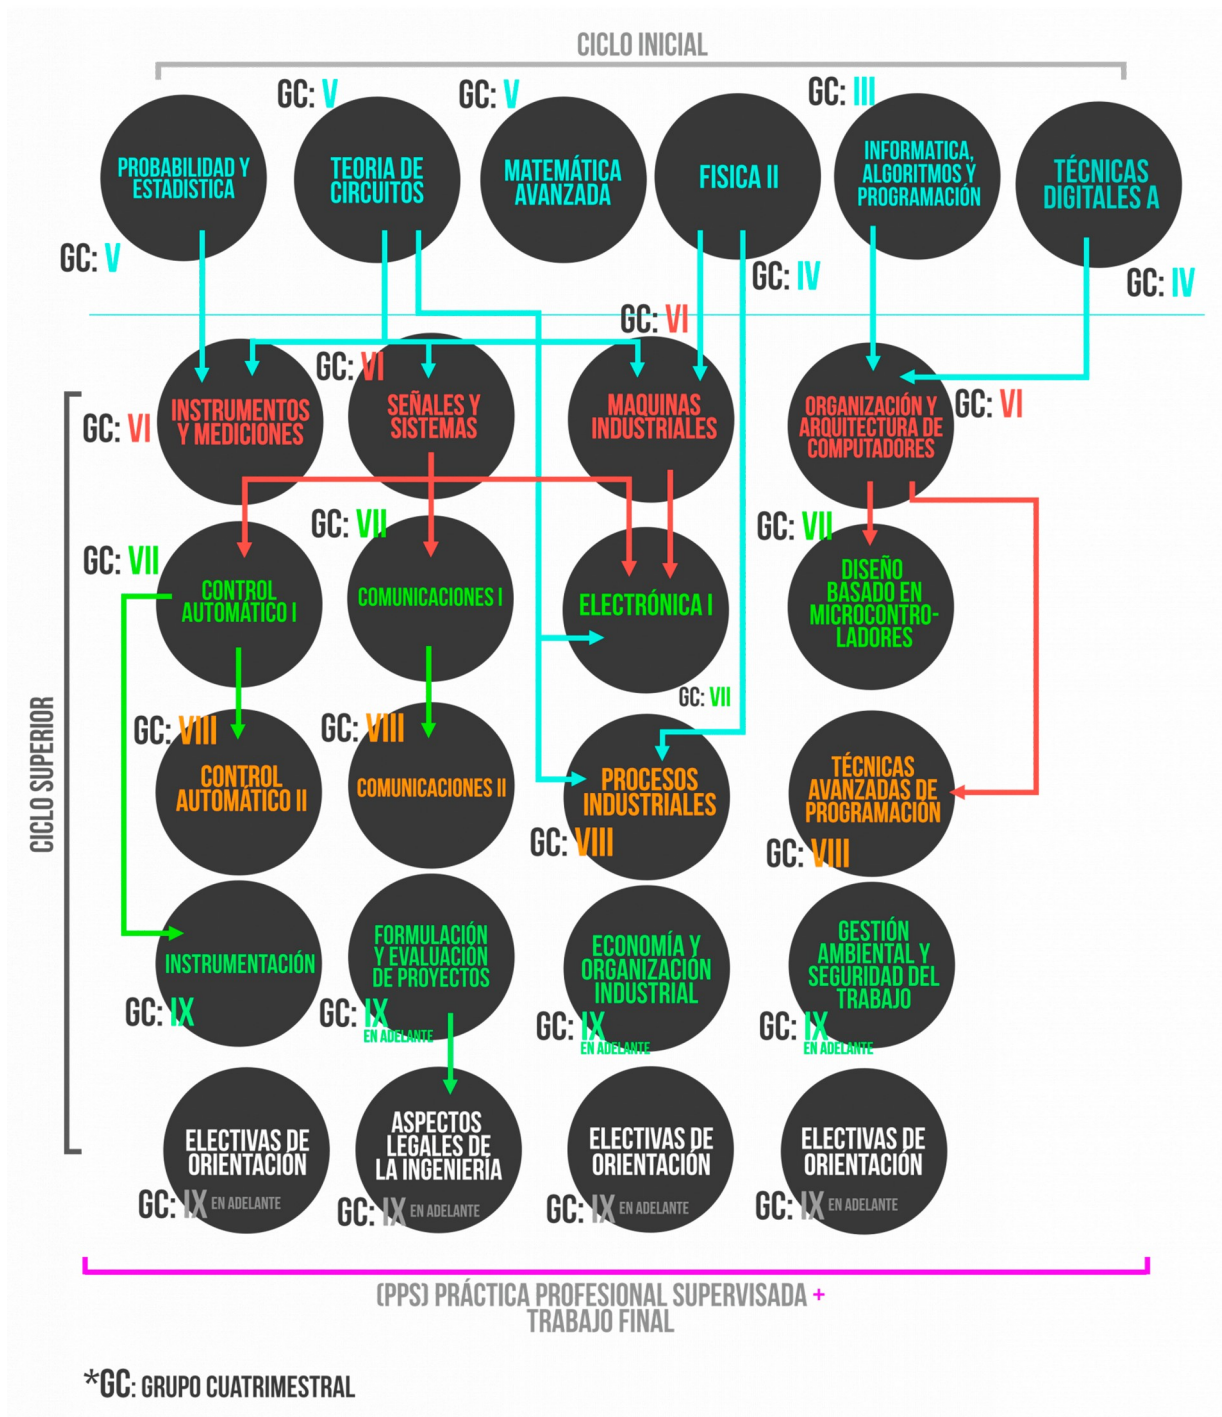 CICLO INICIAL
GC: V
GC: V
GC: III
PROBABILIDAD Y
ESTADÍSTICA
TEORIA DE
CIRCUITOS
MATEMÁTICA
AVANZADA
FISICA II
INFORMATICA,
ALGORITMOS Y
PROGRAMACIÓN
TÉCNICAS
DIGITALES A
GC: V
GC: IV
GC: IV
GC: VI
GC: VI
GC: VI
GC: VI
INSTRUMENTOS
Y MEDICIONES
SEÑALES Y
SISTEMAS
MAQUINAS
INDUSTRIALES
ORGANIZACIÓN Y
ARQUITECTURA DE
COMPUTADORES
GC: VII
GC: VII
GC: VII
CONTROL
AUTOMÁTICO I
COMUNICACIONES I
ELECTRÓNICA I
DISEÑO
BASADO EN
MICROCONTRO-
LADORES
GC: VII
CICLO SUPERIOR
GC: VIII
GC: VIII
CONTROL
AUTOMÁTICO II
COMUNICACIONES II
PROCESOS
INDUSTRIALES
TÉCNICAS
AVANZADAS DE
PROGRAMACIÓN
GC: VIII
GC: VIII
INSTRUMENTACIÓN
FORMULACIÓN
Y EVALUACIÓN
DE PROYECTOS
ECONOMÍA Y
ORGANIZACIÓN
INDUSTRIAL
GESTIÓN
AMBIENTAL Y
SEGURIDAD DEL
TRABAJO
GC: IX
GC: IX
EN ADELANTE
GC: IX
EN ADELANTE
GC: IX
EN ADELANTE
ELECTIVAS DE
ORIENTACIÓN
ASPECTOS
LEGALES DE
LA INGENIERÍA
ELECTIVAS DE
ORIENTACIÓN
ELECTIVAS DE
ORIENTACIÓN
GC: IX EN ADELANTE
GC: IX EN ADELANTE
GC: IX EN ADELANTE
GC: IX EN ADELANTE
(PPS) PRÁCTICA PROFESIONAL SUPERVISADA +
TRABAJO FINAL
*GC: GRUPO CUATRIMESTRAL